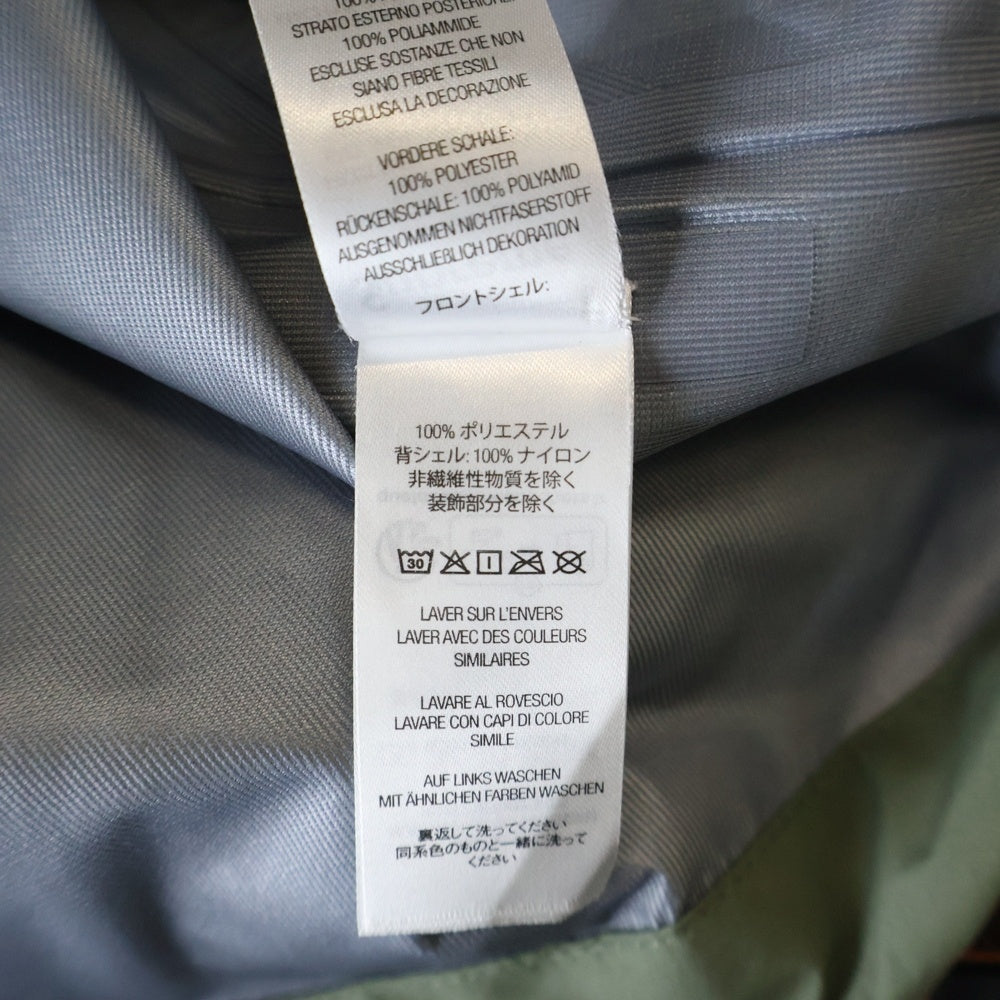 STRATO ESTERNO POSTERIORE:
100% POLIAMMIDE
ESCLUSE SOSTANZE CHE NON
SIANO FIBRE TESSILI
ESCLUSA LA DECORAZIONE
VORDERE SCHALE:
100% POLYESTER
RÜCKENSCHALE: 100% POLYAMID
AUSGENOMMEN NICHTFASERSTOFF
AUSSCHLIEßLICH DEKORATION
フロントシェル:
100% ポリエステル
背シェル: 100% ナイロン
非繊維性物質を除く
装飾部分を除く
30
LAVER SUR L'ENVERS
LAVER AVEC DES COULEURS
SIMILAIRES
LAVARE AL ROVESCIO
LAVARE CON CAPI DI COLORE
SIMILE
AUF LINKS WASCHEN
MIT ÄHNLICHEN FARBEN WASCHEN
裏返して洗ってください
同系色のものと一緒に洗って
ください